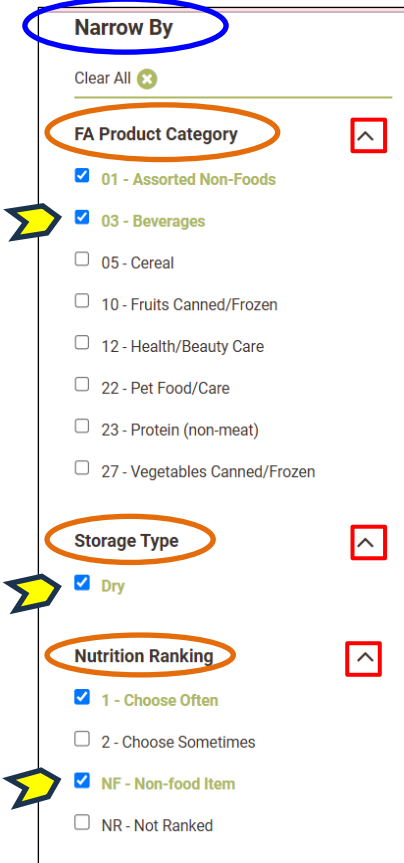 Narrow By
Clear All
FA Product Category
01 - Assorted Non-Foods
03 - Beverages
05 - Cereal
10 - Fruits Canned/Frozen
12 - Health/Beauty Care
22 - Pet Food/Care
23 - Protein (non-meat)
27 - Vegetables Canned/Frozen
Storage Type
Dry
Nutrition Ranking
1 - Choose Often
2 - Choose Sometimes
NF - Non-food Item
NR - Not Ranked